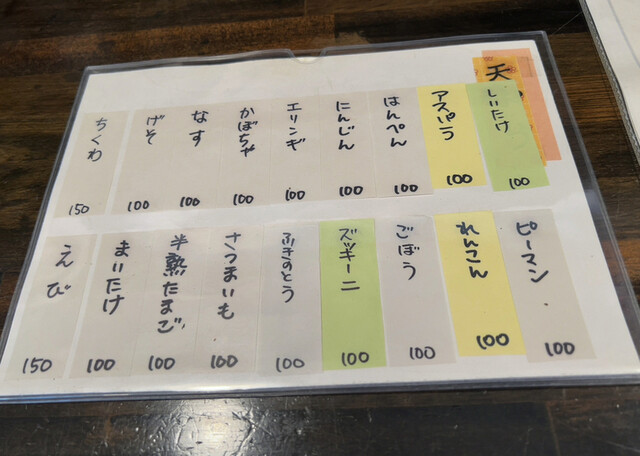 天
しいたけ 100
アスパラ 100
はんぺん 100
にんじん 100
エリンギ 100
かぼちゃ 100
なす 100
げそ 100
ちくわ 150
ピーマン 100
れんこん 100
ごぼう 100
ズッキーニ 100
ふきのとう 100
さつまいも 100
半熟たまご 100
まいたけ 100
えび 150